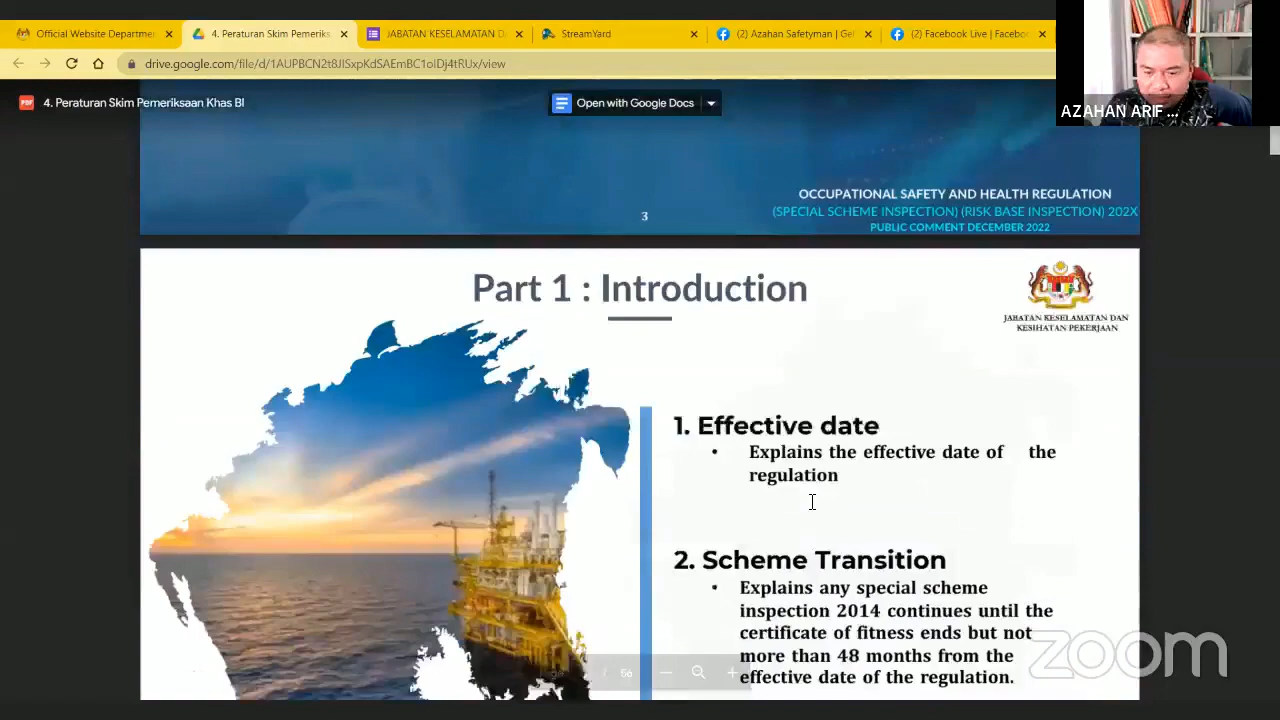 Official Website Departme
4. Peraturan Skim Pemeriks
JABATAN KESELAMATAN D
StreamYard
(2) Azahan Safetyman | Ge
(2) Facebook Live | Faceboo
drive.google.com/file/d/1AUPBCN2t8JISxpKdSAEmBC1oIDj4tRUx/view
AZAHAN ARIF ...
PDF
4. Peraturan Skim Pemeriksaan Khas BI
Open with Google Docs
OCCUPATIONAL SAFETY AND HEALTH REGULATION
(SPECIAL SCHEME INSPECTION) (RISK BASE INSPECTION) 202X
3
PUBLIC COMMENT DECEMBER 2022
Part 1 : Introduction
JABATAN KESELAMATAN DAN
KESIHATAN PEKERJAAN
1. Effective date
• Explains the effective date of the
regulation
2. Scheme Transition
• Explains any special scheme
inspection 2014 continues until the
certificate of fitness ends but not
more than 48 months from the
effective date of the regulation.
/ 56
zoom